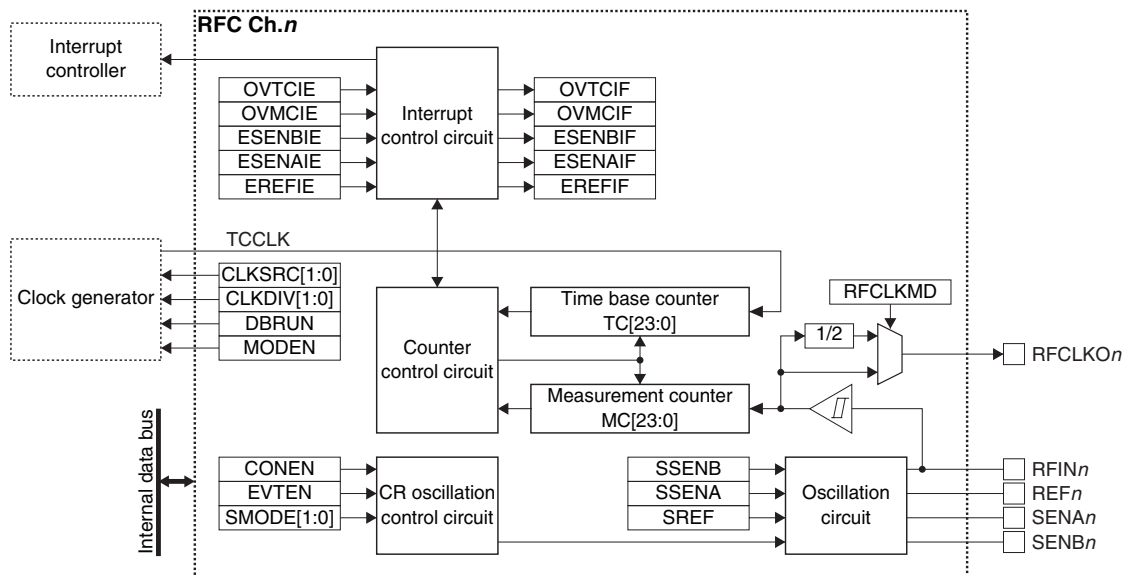 RFC Ch.n
Interrupt
controller
OVTCIE
OVMCIE
ESENBIE
ESENAIE
EREFIE
Interrupt
control circuit
OVTCIF
OVMCIF
ESENBIF
ESENAIF
EREFIF
TCCLK
Clock generator
CLKSRC[1:0]
CLKDIV[1:0]
DBRUN
MODEN
Counter
control circuit
Time base counter
TC[23:0]
Measurement counter
MC[23:0]
RFCLKMD
1/2
RFCLKOn
Internal data bus
CONEN
EVTEN
SMODE[1:0]
CR oscillation
control circuit
SSENB
SSENA
SREF
Oscillation
circuit
RFINn
REFn
SENAn
SENBn